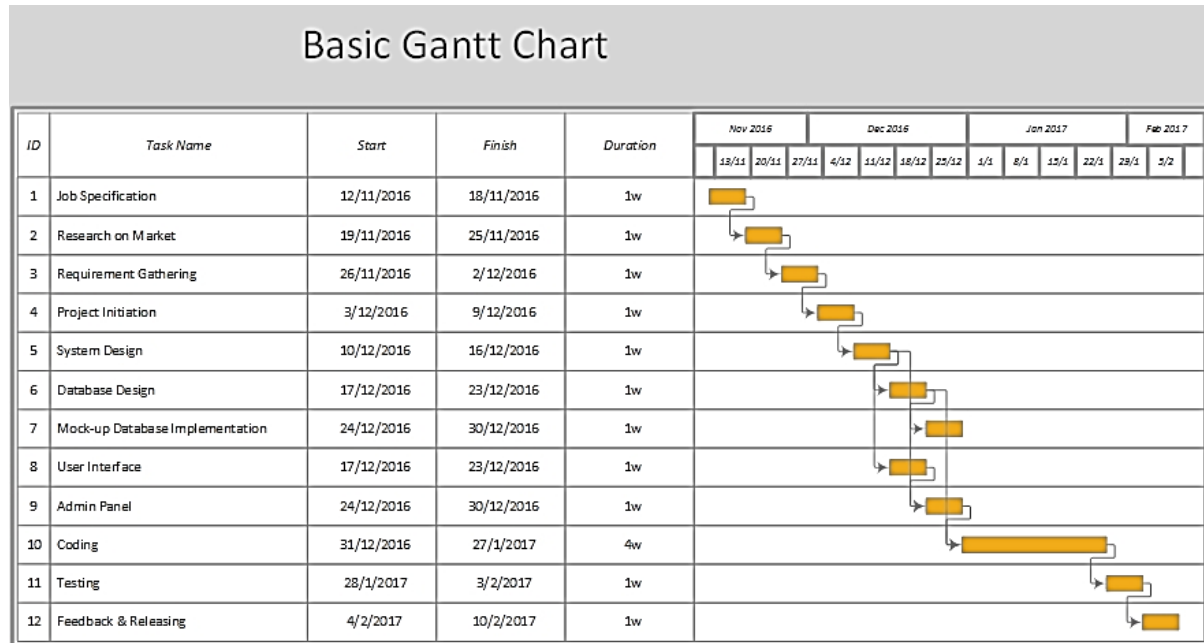 Basic Gantt Chart
ID Task Name Start Finish Duration Nov 2016 Dec 2016 Jan 2017 Feb 2017
13/11 20/11 27/11 4/12 11/12 18/12 25/12 1/1 8/1 15/1 22/1 29/1 5/2
1 Job Specification 12/11/2016 18/11/2016 1w
2 Research on Market 19/11/2016 25/11/2016 1w
3 Requirement Gathering 26/11/2016 2/12/2016 1w
4 Project Initiation 3/12/2016 9/12/2016 1w
5 System Design 10/12/2016 16/12/2016 1w
6 Database Design 17/12/2016 23/12/2016 1w
7 Mock-up Database Implementation 24/12/2016 30/12/2016 1w
8 User Interface 17/12/2016 23/12/2016 1w
9 Admin Panel 24/12/2016 30/12/2016 1w
10 Coding 31/12/2016 27/1/2017 4w
11 Testing 28/1/2017 3/2/2017 1w
12 Feedback & Releasing 4/2/2017 10/2/2017 1w